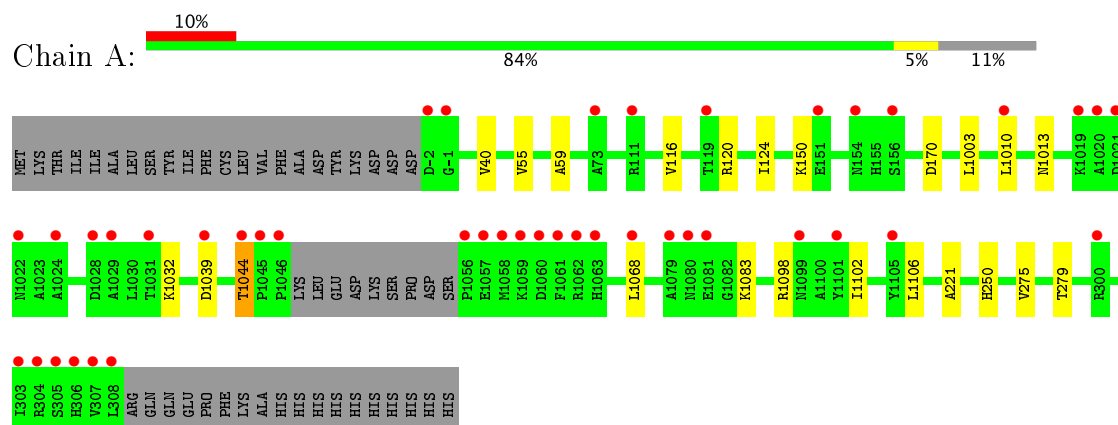 10%
Chain A:
84% 5% 11%
MET LYS THR ILE ILE ALA LEU SER TYR ILE PHE CYS LEU VAL PHE ALA ASP TYR LYS ASP ASP ASP D-2 G-1 V40 V55 A59 A73 R111 V116 T119 R120 I124 K150 E151 N154 H155 S156 D170 L1003 L1010 N1013 K1019 A1020 D1021
N1022 A1023 A1024 D1028 A1029 L1030 T1031 K1032 D1039 T1044 P1045 P1046 LYS LEU GLU ASP LYS SER PRO ASP SER P1056 E1057 M1058 K1059 D1060 F1061 R1062 H1063 L1068 A1079 N1080 E1081 G1082 K1083 R1098 N1099 A1100 Y1101 I1102 Y1105 L1106 A221 H250 V275 T279 R300
I303 R304 S305 H306 V307 L308 ARG GLN GLN GLU PRO PHE LYS ALA HIS HIS HIS HIS HIS HIS HIS HIS HIS HIS